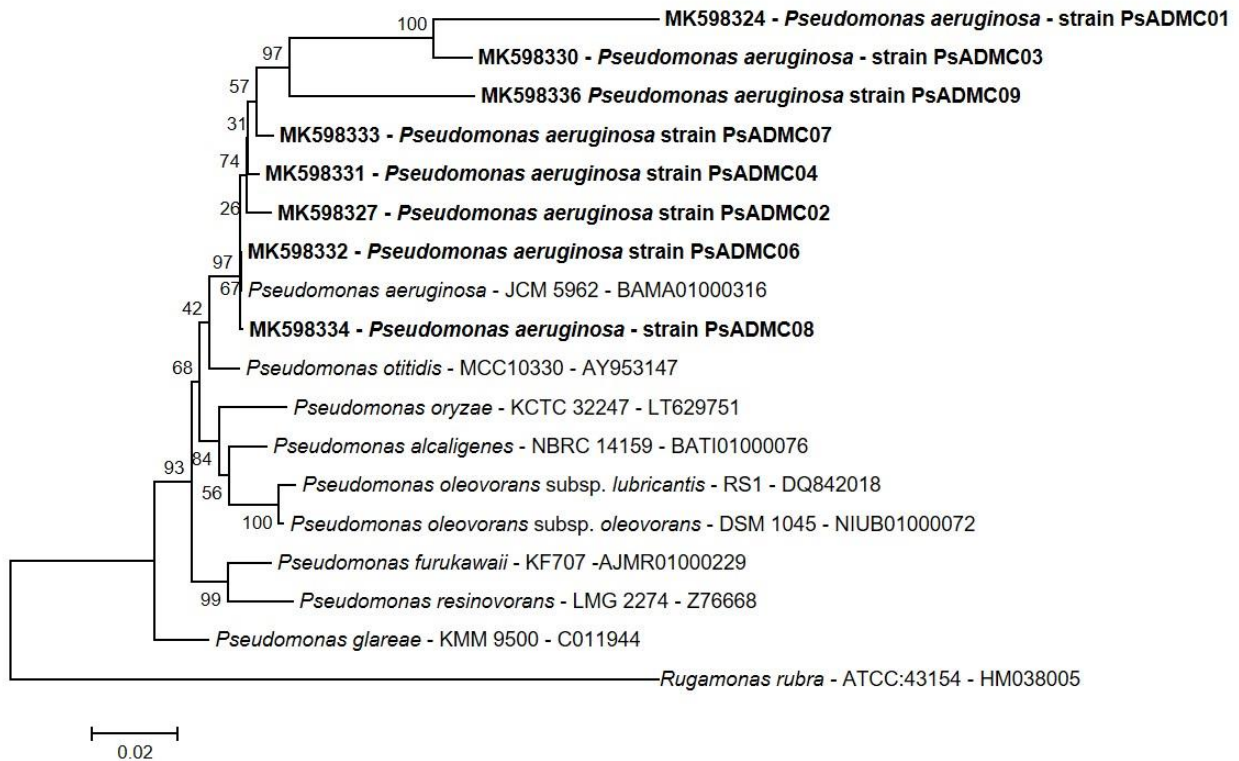 100
MK598324 - Pseudomonas aeruginosa - strain PsADMC01
97
MK598330 - Pseudomonas aeruginosa - strain PsADMC03
57
MK598336 Pseudomonas aeruginosa strain PsADMC09
31
MK598333 - Pseudomonas aeruginosa strain PsADMC07
74
MK598331 - Pseudomonas aeruginosa strain PsADMC04
26
MK598327 - Pseudomonas aeruginosa strain PsADMC02
MK598332 - Pseudomonas aeruginosa strain PsADMC06
97
67
Pseudomonas aeruginosa - JCM 5962 - BAMA01000316
42
MK598334 - Pseudomonas aeruginosa - strain PsADMC08
68
Pseudomonas otitidis - MCC10330 - AY953147
Pseudomonas oryzae - KCTC 32247 - LT629751
Pseudomonas alcaligenes - NBRC 14159 - BATI01000076
93
84
Pseudomonas oleovorans subsp. lubricantis - RS1 - DQ842018
56
100
Pseudomonas oleovorans subsp. oleovorans - DSM 1045 - NIUB01000072
Pseudomonas furukawaii - KF707 -AJMR01000229
99
Pseudomonas resinovorans - LMG 2274 - Z76668
Pseudomonas glareae - KMM 9500 - C011944
Rugamonas rubra - ATCC:43154 - HM038005
0.02